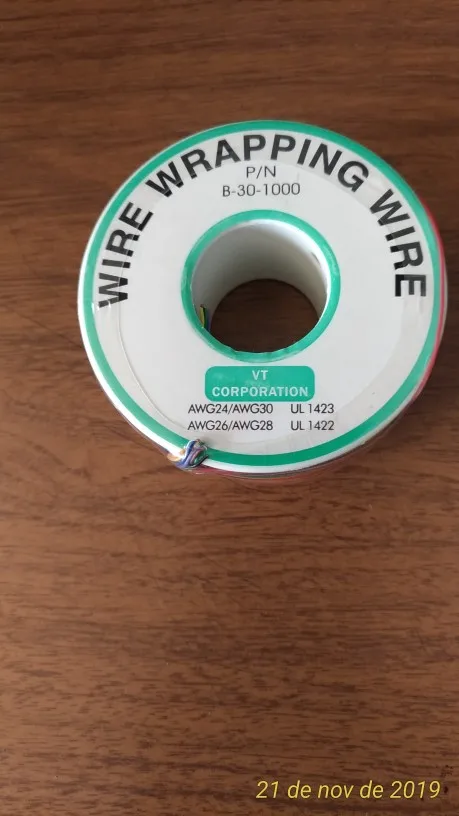 WIRE WRAPPING WIRE
P/N
B-30-1000
VT
CORPORATION
AWG24/AWG30 UL 1423
AWG26/AWG28 UL 1422
21 de nov de 2019